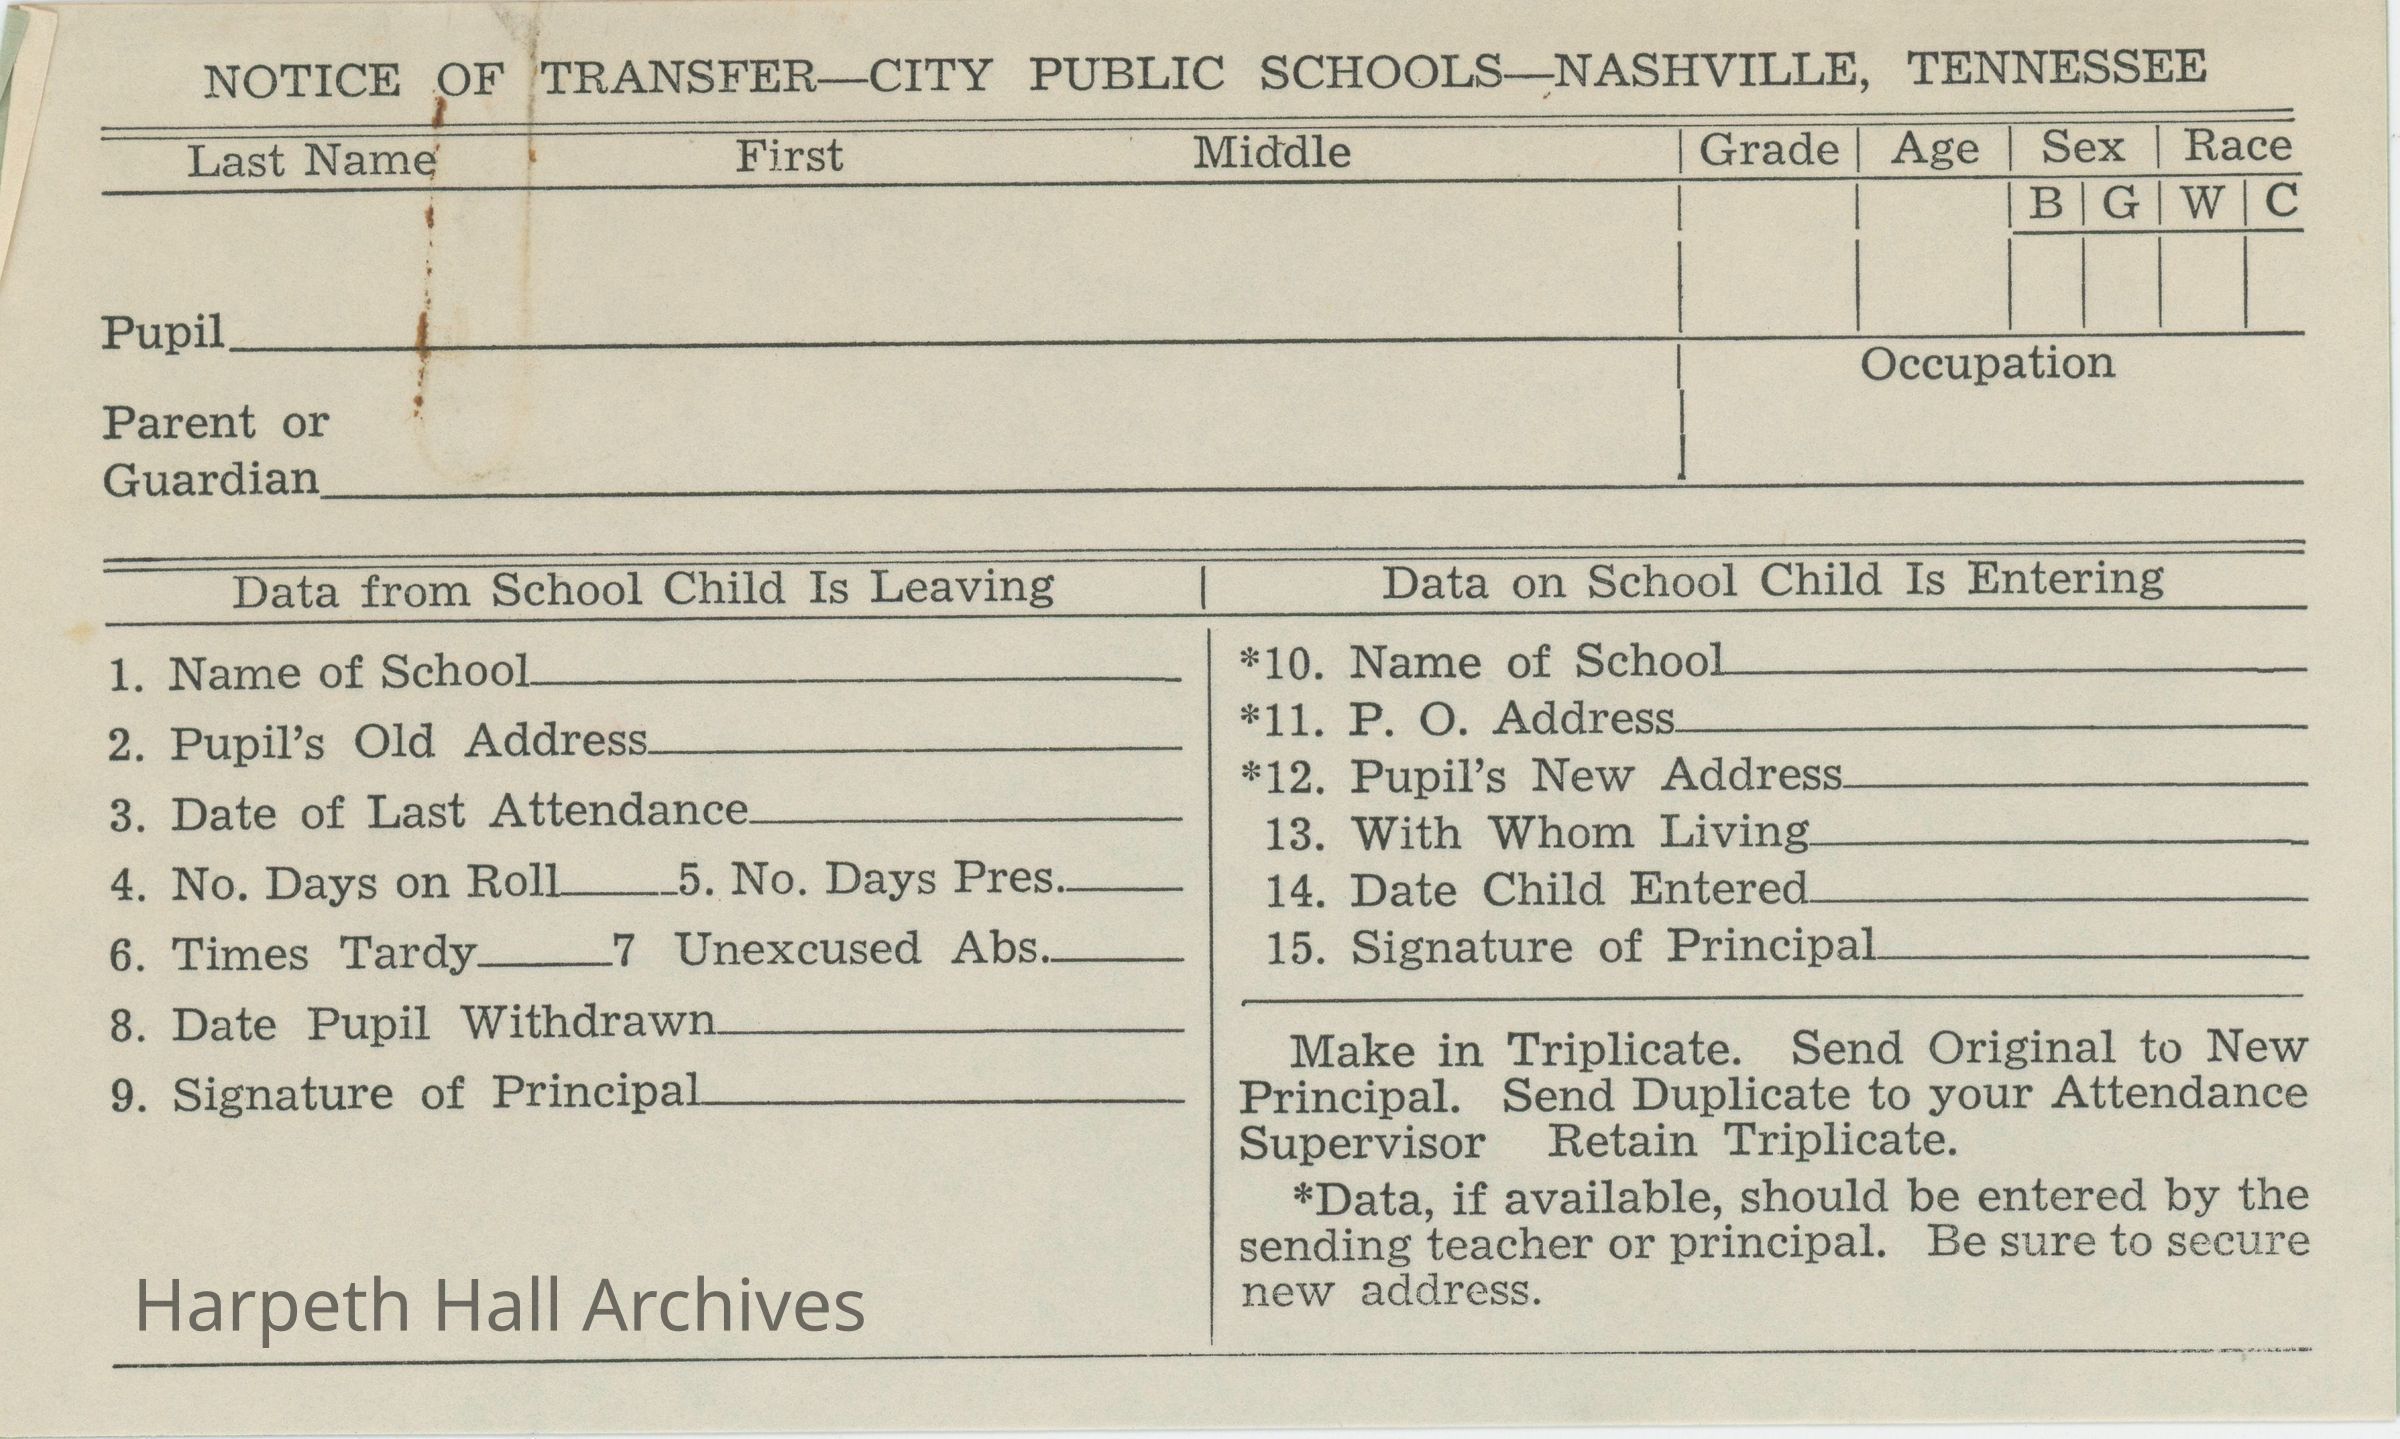 NOTICE OF TRANSFER—CITY PUBLIC SCHOOLS—NASHVILLE, TENNESSEE
Last Name First Middle Grade Age Sex Race
B G W C
Pupil
Occupation
Parent or
Guardian
Data from School Child Is Leaving
1. Name of School
2. Pupil's Old Address
3. Date of Last Attendance
4. No. Days on Roll 5. No. Days Pres.
6. Times Tardy 7 Unexcused Abs.
8. Date Pupil Withdrawn
9. Signature of Principal
Data on School Child Is Entering
*10. Name of School
*11. P. O. Address
*12. Pupil's New Address
13. With Whom Living
14. Date Child Entered
15. Signature of Principal
Make in Triplicate. Send Original to New
Principal. Send Duplicate to your Attendance
Supervisor Retain Triplicate.
*Data, if available, should be entered by the
sending teacher or principal. Be sure to secure
new address.
Harpeth Hall Archives